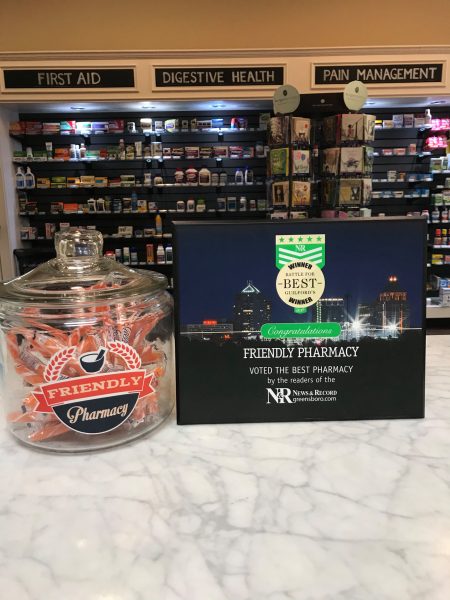 FIRST AID
DIGESTIVE HEALTH
PAIN MANAGEMENT
N&R
WINNER
BATTLE FOR
-BEST-
GUILFORD'S
WINNER
Congratulations
FRIENDLY PHARMACY
VOTED THE BEST PHARMACY
by the readers of the
N&R NEWS & RECORD
greensboro.com
FRIENDLY
Pharmacy